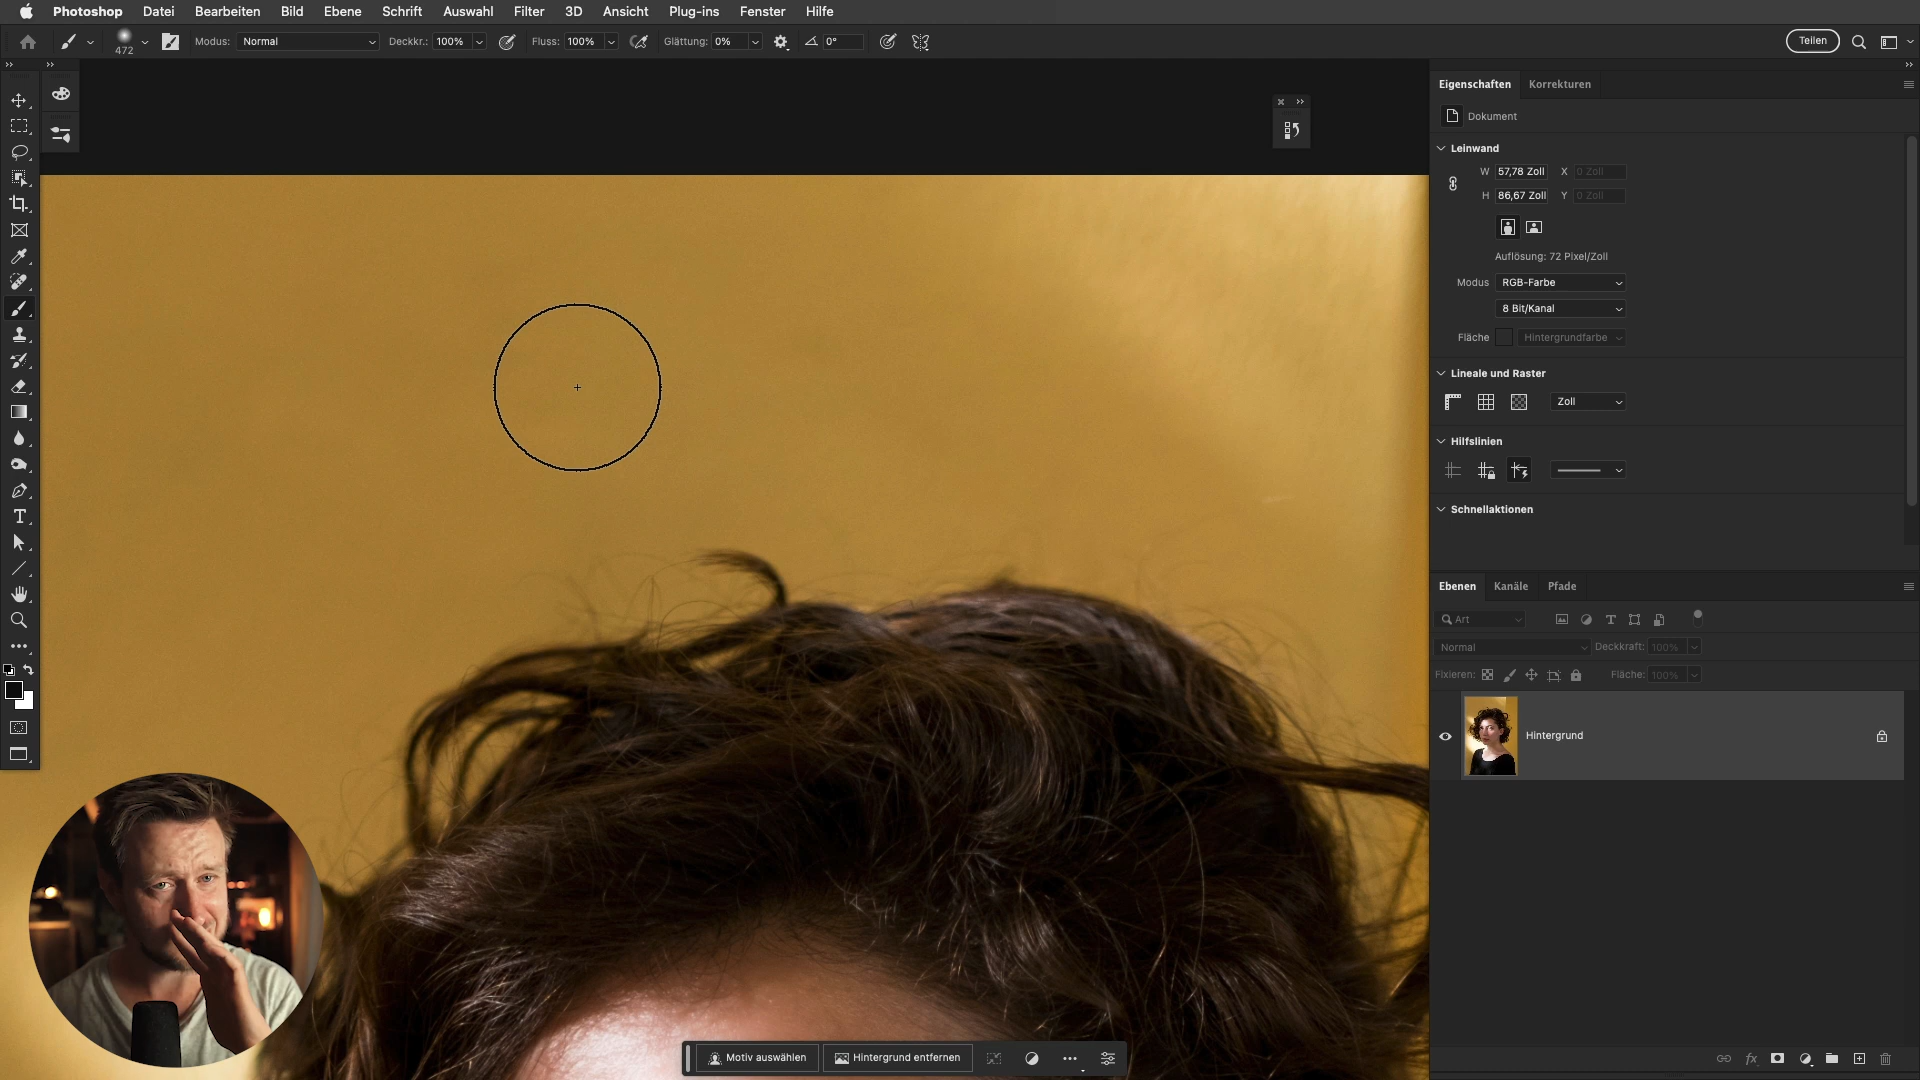 Photoshop Datei Bearbeiten Bild Ebene Schrift Auswahl Filter 3D Ansicht Plug-ins Fenster Hilfe
472 Modus: Normal Deckkr.: 100% Fluss: 100% Glättung: 0% 0° Teilen
Eigenschaften Korrekturen
Dokument
Leinwand
W 57,78 Zoll X 0 Zoll
H 86,67 Zoll Y 0 Zoll
Auflösung: 72 Pixel/Zoll
Modus RGB-Farbe
8 Bit/Kanal
Fläche Hintergrundfarbe
Lineale und Raster
Zoll
Hilfslinien
Schnellaktionen
Ebenen Kanäle Pfade
Art
Normal Deckkraft: 100%
Fixieren: Fläche: 100%
Hintergrund
Motiv auswählen Hintergrund entfernen